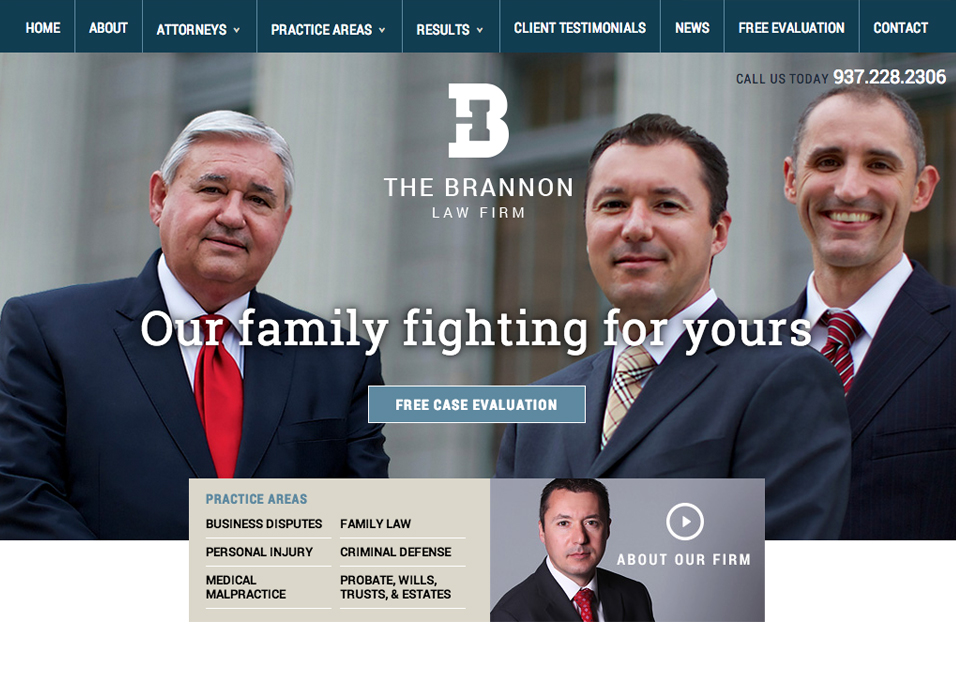 HOME ABOUT ATTORNEYS PRACTICE AREAS RESULTS CLIENT TESTIMONIALS NEWS FREE EVALUATION CONTACT
CALL US TODAY 937.228.2306
B
THE BRANNON
LAW FIRM
Our family fighting for yours
FREE CASE EVALUATION
PRACTICE AREAS
BUSINESS DISPUTES
FAMILY LAW
PERSONAL INJURY
CRIMINAL DEFENSE
MEDICAL
MALPRACTICE
PROBATE, WILLS,
TRUSTS, & ESTATES
ABOUT OUR FIRM